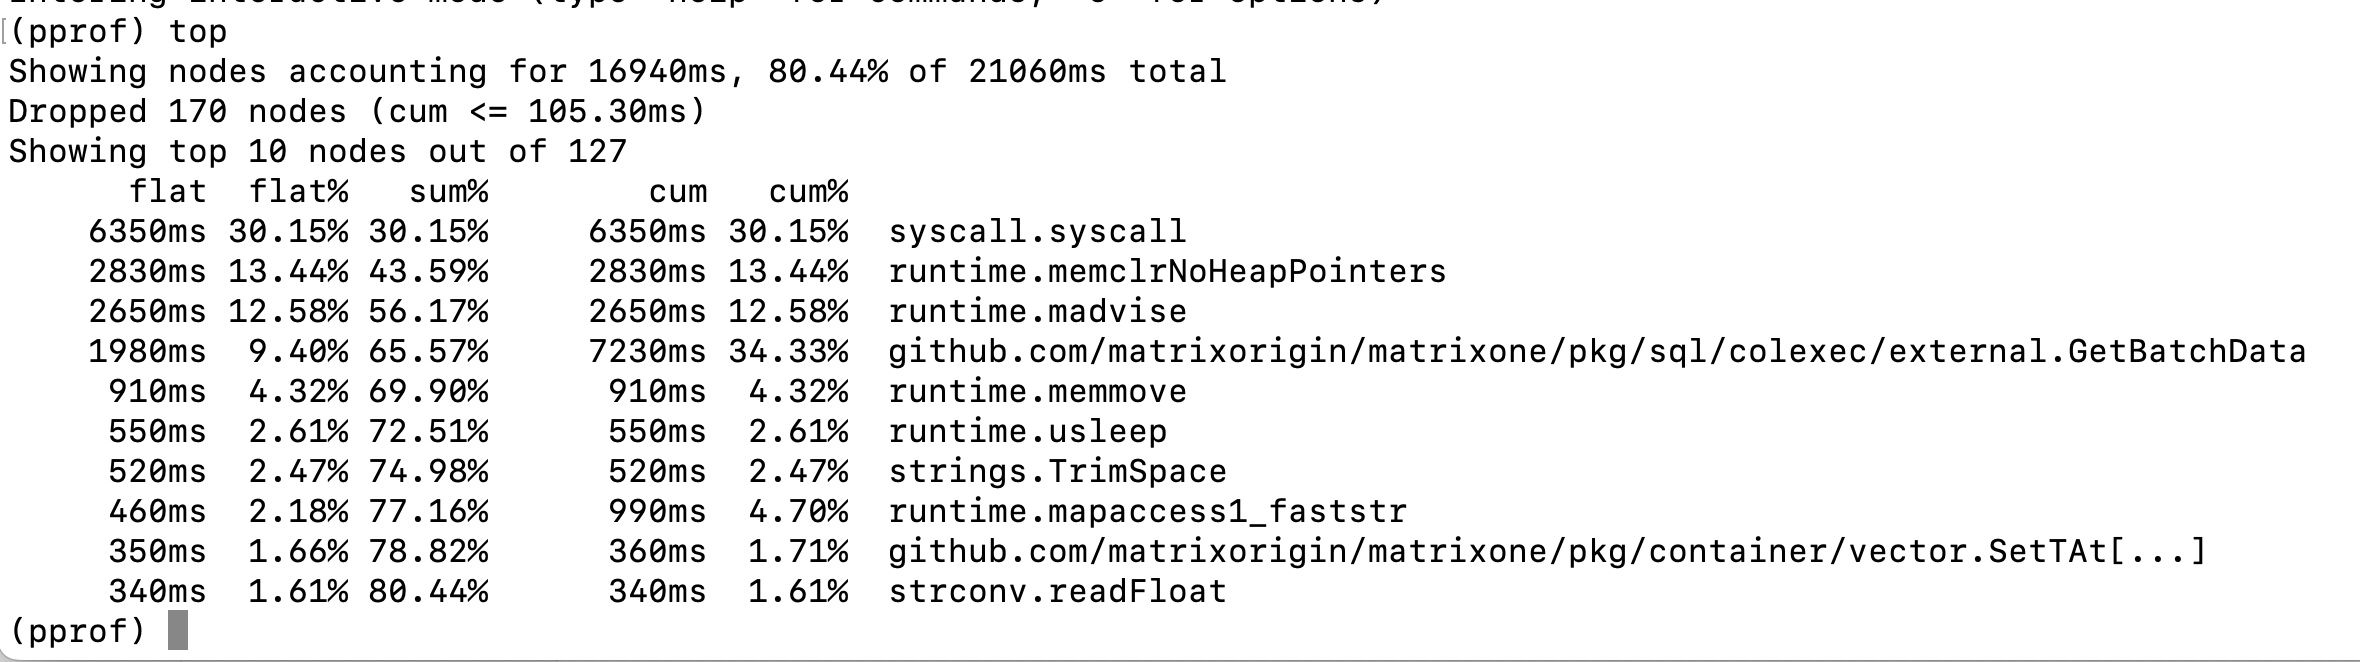 (pprof) top
Showing nodes accounting for 16940ms, 80.44% of 21060ms total
Dropped 170 nodes (cum <= 105.30ms)
Showing top 10 nodes out of 127
flat flat% sum% cum cum%
6350ms 30.15% 30.15% 6350ms 30.15% syscall.syscall
2830ms 13.44% 43.59% 2830ms 13.44% runtime.memclrNoHeapPointers
2650ms 12.58% 56.17% 2650ms 12.58% runtime.madvise
1980ms 9.40% 65.57% 7230ms 34.33% github.com/matrixorigin/matrixone/pkg/sql/colexec/external.GetBatchData
910ms 4.32% 69.90% 910ms 4.32% runtime.memmove
550ms 2.61% 72.51% 550ms 2.61% runtime.usleep
520ms 2.47% 74.98% 520ms 2.47% strings.TrimSpace
460ms 2.18% 77.16% 990ms 4.70% runtime.mapaccess1_faststr
350ms 1.66% 78.82% 360ms 1.71% github.com/matrixorigin/matrixone/pkg/container/vector.SetTAt[...]
340ms 1.61% 80.44% 340ms 1.61% strconv.readFloat
(pprof)